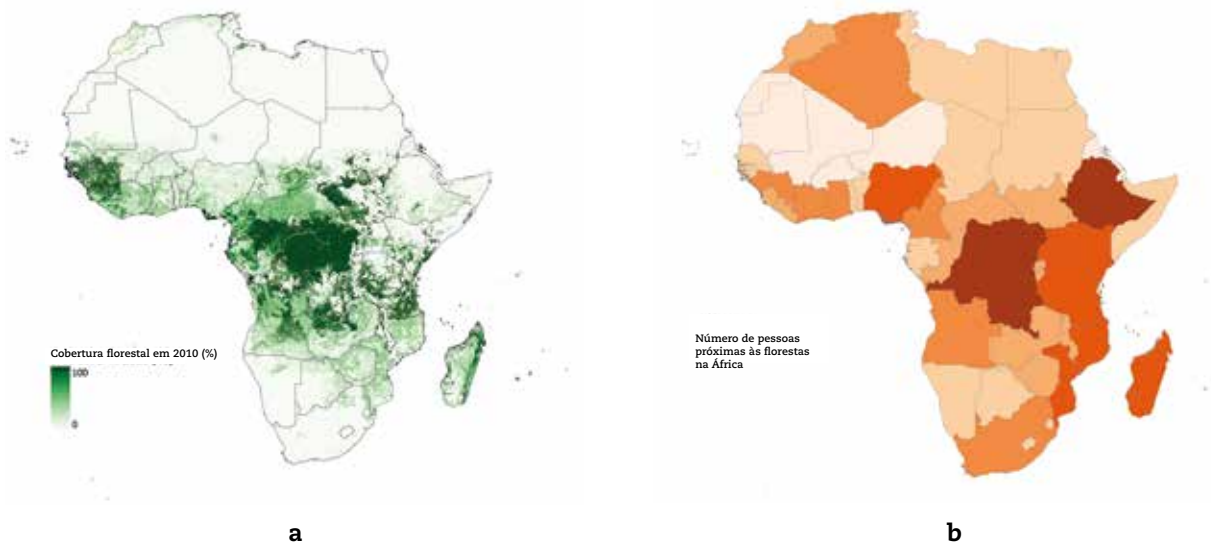 Cobertura florestal em 2010 (%)
100
0
Número de pessoas
próximas às florestas
na África
a
b